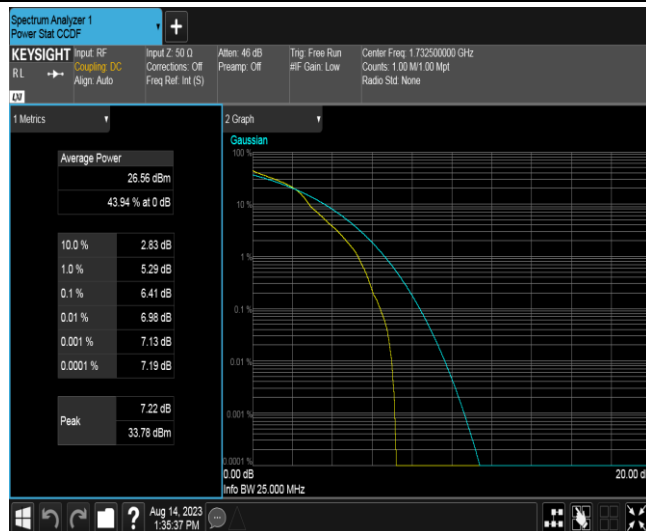 Spectrum Analyzer 1
Power Stat CCDF
+
KEYSIGHT
RL
Input: RF
Coupling: DC
Align: Auto
Input Z: 50 Ω
Corrections: Off
Freq Ref: Int (S)
Atten: 46 dB
Preamp: Off
Trig: Free Run
#IF Gain: Low
Center Freq: 1.732500000 GHz
Counts: 1.00 M/1.00 Mpt
Radio Std: None
1 Metrics
Average Power
26.56 dBm
43.94 % at 0 dB
10.0 % 2.83 dB
1.0 % 5.29 dB
0.1 % 6.41 dB
0.01 % 6.98 dB
0.001 % 7.13 dB
0.0001 % 7.19 dB
Peak
7.22 dB
33.78 dBm
2 Graph
Gaussian
100 %
10 %
1 %
0.1 %
0.01 %
0.001 %
0.0001 %
0.00 dB
20.00 d
Info BW 25.000 MHz
?
Aug 14, 2023
1:35:37 PM